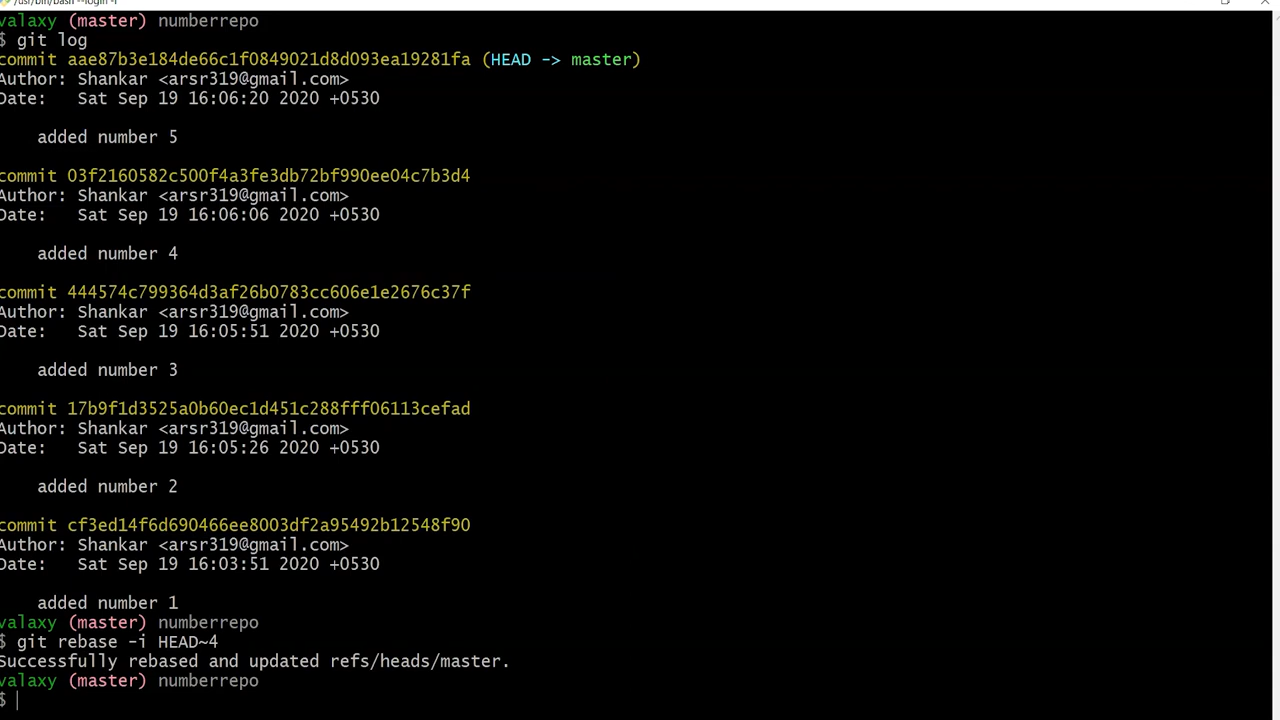 /usr/bin/bash --login -i
valaxy (master) numberrepo
$ git log
commit aae87b3e184de66c1f0849021d8d093ea19281fa (HEAD -> master)
Author: Shankar <arsr319@gmail.com>
Date:   Sat Sep 19 16:06:20 2020 +0530
added number 5
commit 03f2160582c500f4a3fe3db72bf990ee04c7b3d4
Author: Shankar <arsr319@gmail.com>
Date:   Sat Sep 19 16:06:06 2020 +0530
added number 4
commit 444574c799364d3af26b0783cc606e1e2676c37f
Author: Shankar <arsr319@gmail.com>
Date:   Sat Sep 19 16:05:51 2020 +0530
added number 3
commit 17b9f1d3525a0b60ec1d451c288fff06113cefad
Author: Shankar <arsr319@gmail.com>
Date:   Sat Sep 19 16:05:26 2020 +0530
added number 2
commit cf3ed14f6d690466ee8003df2a95492b12548f90
Author: Shankar <arsr319@gmail.com>
Date:   Sat Sep 19 16:03:51 2020 +0530
added number 1
valaxy (master) numberrepo
$ git rebase -i HEAD~4
Successfully rebased and updated refs/heads/master.
valaxy (master) numberrepo
$